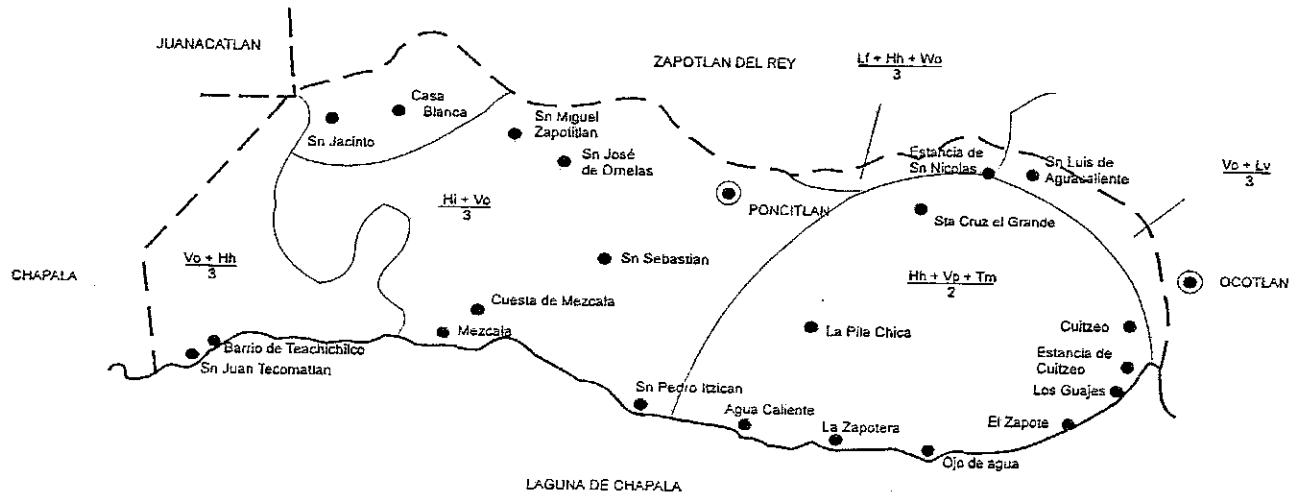 JUANACATLAN
ZAPOTLAN DEL REY
Lf + Hh + Wo
3
Casa
Blanca
Sn Jacinto
Sn Miguel
Zapotitlan
Sn José
de Ornelas
Estancia de
Sn Nicolas
Sn Luis de
Aguacaliente
Vo + Lv
3
Hi + Vo
3
PONCITLAN
Sta Cruz el Grande
Vo + Hh
3
CHAPALA
Sn Sebastian
Hh + Vp + Tm
2
OCOTLAN
Cuesta de Mezcala
Mezcala
La Pila Chica
Cuitzeo
Barrio de Teachichilco
Sn Juan Tecomatlan
Estancia de
Cuitzeo
Los Guajes
Sn Pedro Itzican
Agua Caliente
La Zapotera
El Zapote
Ojo de agua
LAGUNA DE CHAPALA